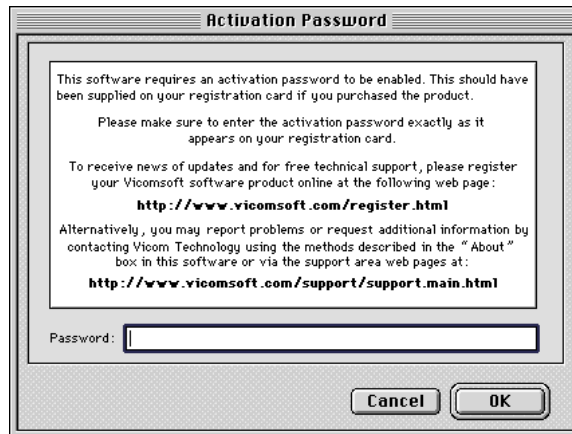 Activation Password
This software requires an activation password to be enabled. This should have
been supplied on your registration card if you purchased the product.
Please make sure to enter the activation password exactly as it
appears on your registration card.
To receive news of updates and for free technical support, please register
your Vicomsoft software product online at the following web page:
http://www.vicomsoft.com/register.html
Alternatively, you may report problems or request additional information by
contacting Vicom Technology using the methods described in the "About"
box in this software or via the support area web pages at:
http://www.vicomsoft.com/support/support.main.html
Password:
Cancel OK